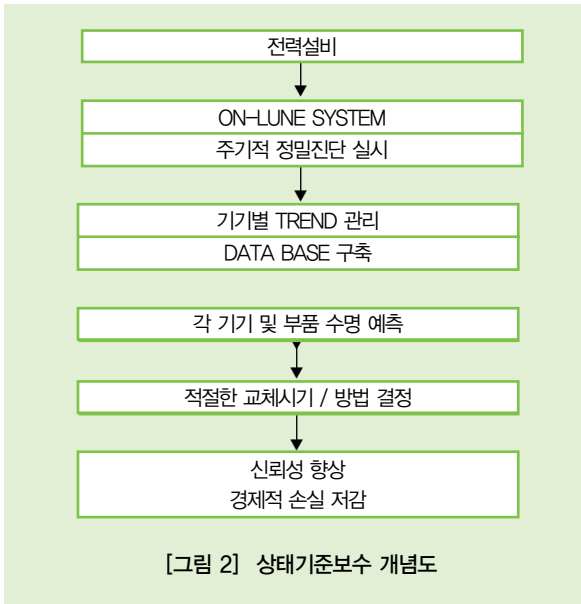 전력설비
ON-LUNE SYSTEM
주기적 정밀진단 실시
기기별 TREND 관리
DATA BASE 구축
각 기기 및 부품 수명 예측
적절한 교체시기 / 방법 결정
신뢰성 향상
경제적 손실 저감
[그림 2] 상태기준보수 개념도